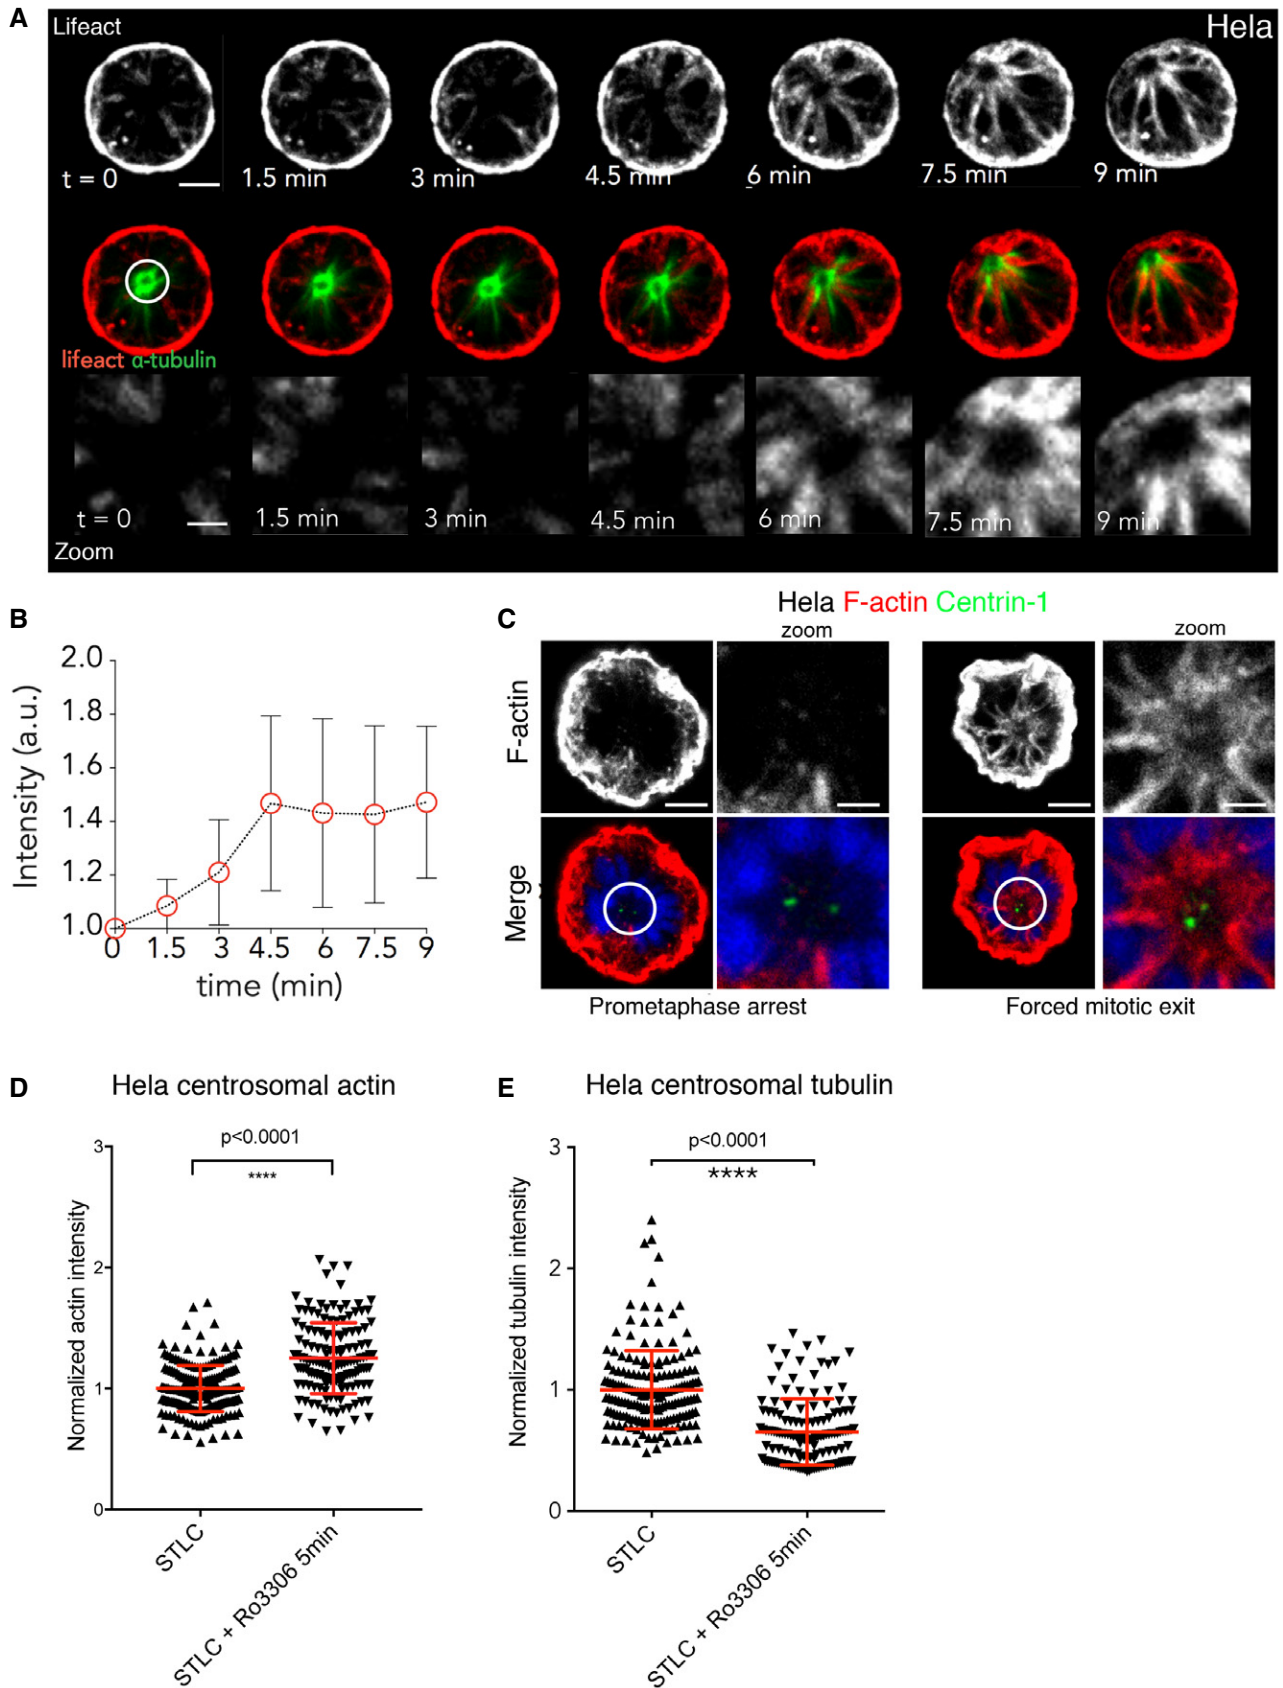 A
Lifeact
Hela
t = 0
1.5 min
3 min
4.5 min
6 min
7.5 min
9 min
lifeact α-tubulin
t = 0
1.5 min
3 min
4.5 min
6 min
7.5 min
9 min
Zoom
B
2.0
1.8
1.6
1.4
1.2
1.0
Intensity (a.u.)
0 1.5 3 4.5 6 7.5 9
time (min)
C
Hela F-actin Centrin-1
zoom
zoom
F-actin
Merge
Prometaphase arrest
Forced mitotic exit
D
Hela centrosomal actin
p<0.0001
****
3
2
1
0
Normalized actin intensity
STLC
STLC + Ro3306 5min
E
Hela centrosomal tubulin
p<0.0001
****
3
2
1
0
Normalized tubulin intensity
STLC
STLC + Ro3306 5min